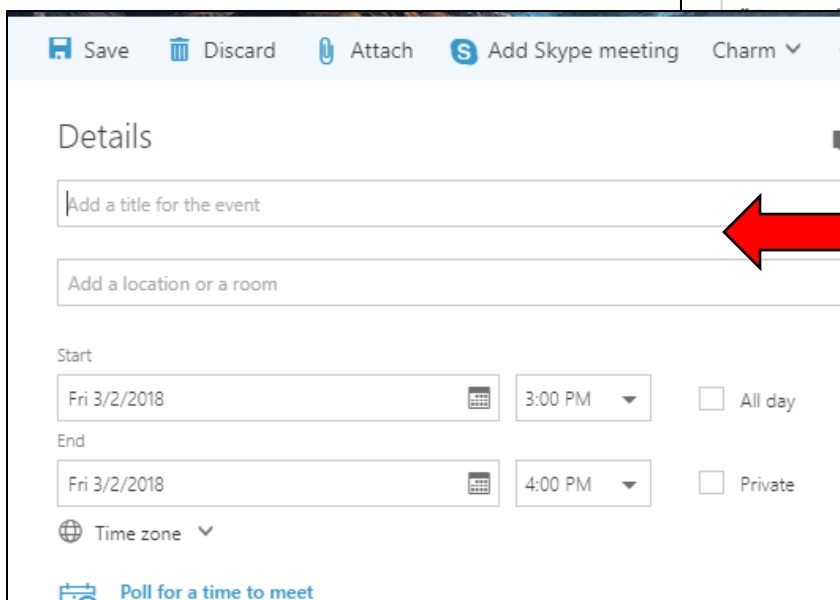 Save Discard Attach Add Skype meeting Charm
Details
Add a title for the event
Add a location or a room
Start
Fri 3/2/2018 3:00 PM All day
End
Fri 3/2/2018 4:00 PM Private
Time zone
Poll for a time to meet